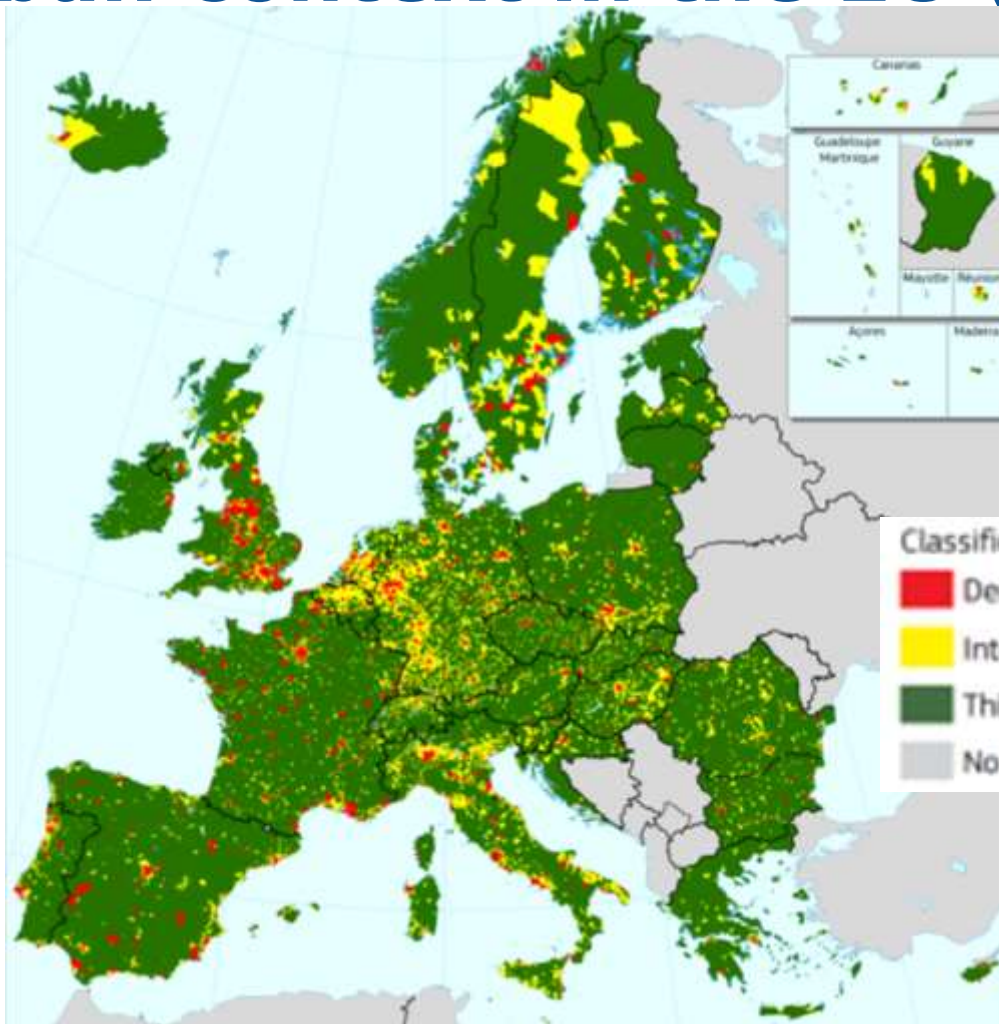 Canarias
Guadeloupe
Martinique
Guyane
Mayotte
Réunion
Açores
Madeira
Classifi
De
Int
Thi
No